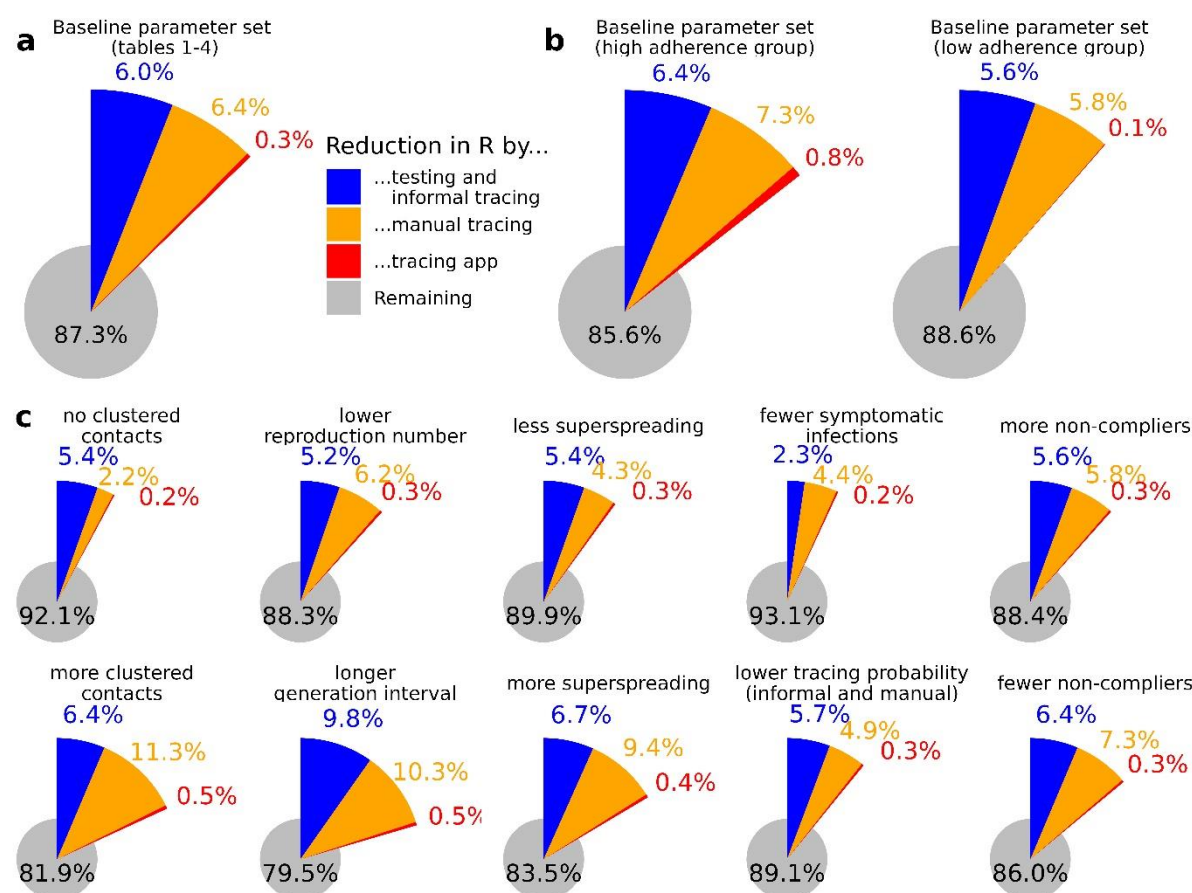 a
Baseline parameter set
(tables 1-4)
6.0%
6.4%
0.3%
87.3%
Reduction in R by...
...testing and
informal tracing
...manual tracing
...tracing app
Remaining
b
Baseline parameter set
(high adherence group)
6.4%
7.3%
0.8%
85.6%
Baseline parameter set
(low adherence group)
5.6%
5.8%
0.1%
88.6%
c
no clustered
contacts
5.4%
2.2%
0.2%
92.1%
lower
reproduction number
5.2%
6.2%
0.3%
88.3%
less superspreading
5.4%
4.3%
0.3%
89.9%
fewer symptomatic
infections
2.3%
4.4%
0.2%
93.1%
more non-compliers
5.6%
5.8%
0.3%
88.4%
more clustered
contacts
6.4%
11.3%
0.5%
81.9%
longer
qeneration interval
9.8%
10.3%
0.5%
79.5%
more superspreading
6.7%
9.4%
0.4%
83.5%
lower tracing probability
(informal and manual)
5.7%
4.9%
0.3%
89.1%
fewer non-compliers
6.4%
7.3%
0.3%
86.0%